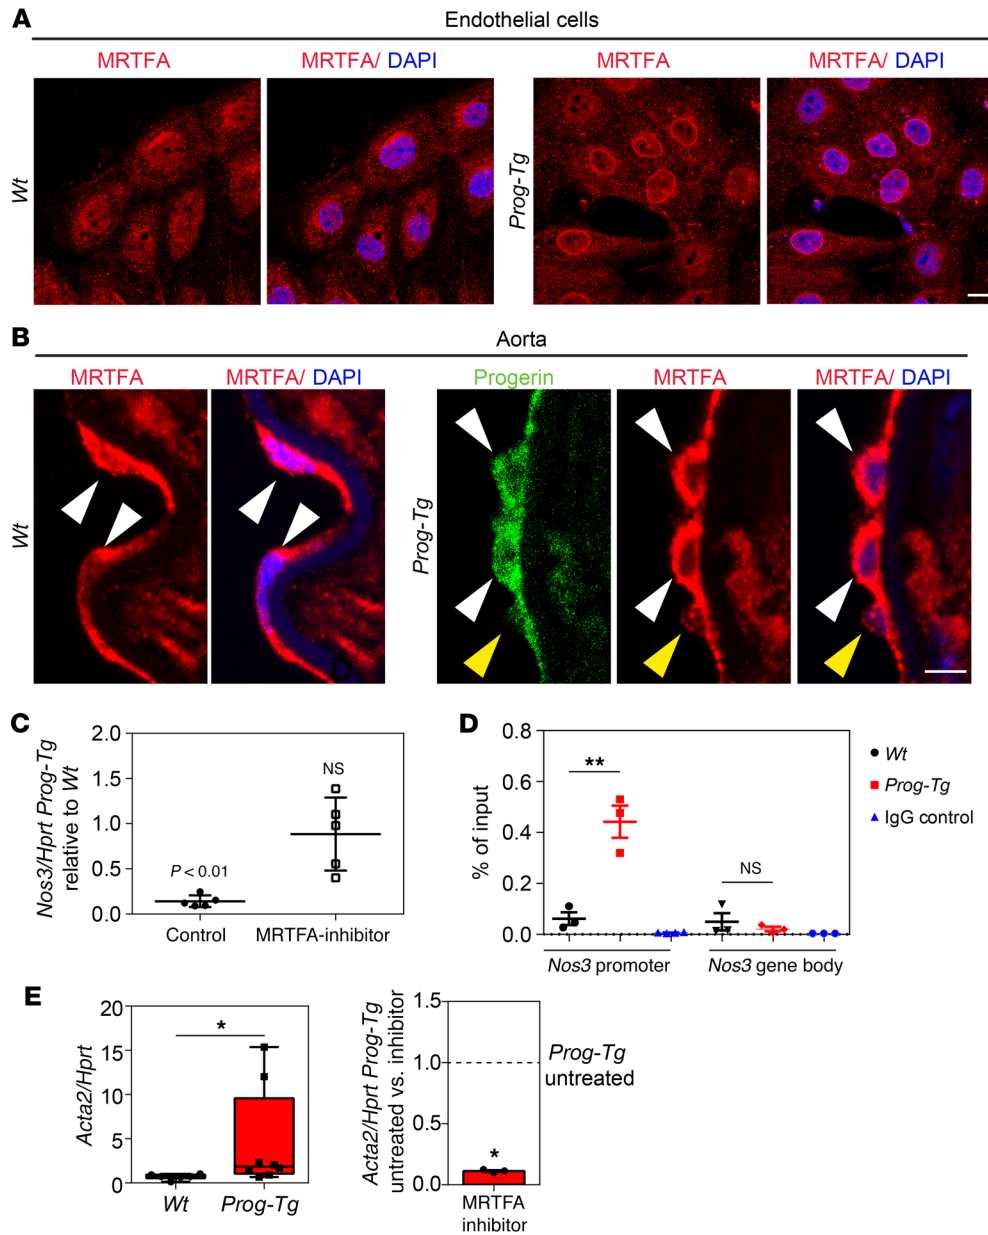 A
Endothelial cells
MRTFA
MRTFA/ DAPI
MRTFA
MRTFA/ DAPI
Wt
Prog-Tg
B
Aorta
MRTFA
MRTFA/ DAPI
Progerin
MRTFA
MRTFA/ DAPI
Wt
Prog-Tg
D
C
Nos3/Hprt Prog-Tg
relative to Wt
2.0
1.5
1.0
0.5
0.0
P < 0.01
NS
Control
MRTFA-inhibitor
D
% of input
0.8
0.6
0.4
0.2
0.0
**
NS
Nos3 promoter
Nos3 gene body
Wt
Prog-Tg
IgG control
E
Acta2/Hprt
20
15
10
5
0
*
Wt
Prog-Tg
Acta2/Hprt Prog-Tg
untreated vs. inhibitor
1.5
1.0
0.5
0.0
*
MRTFA
inhibitor
Prog-Tg
untreated